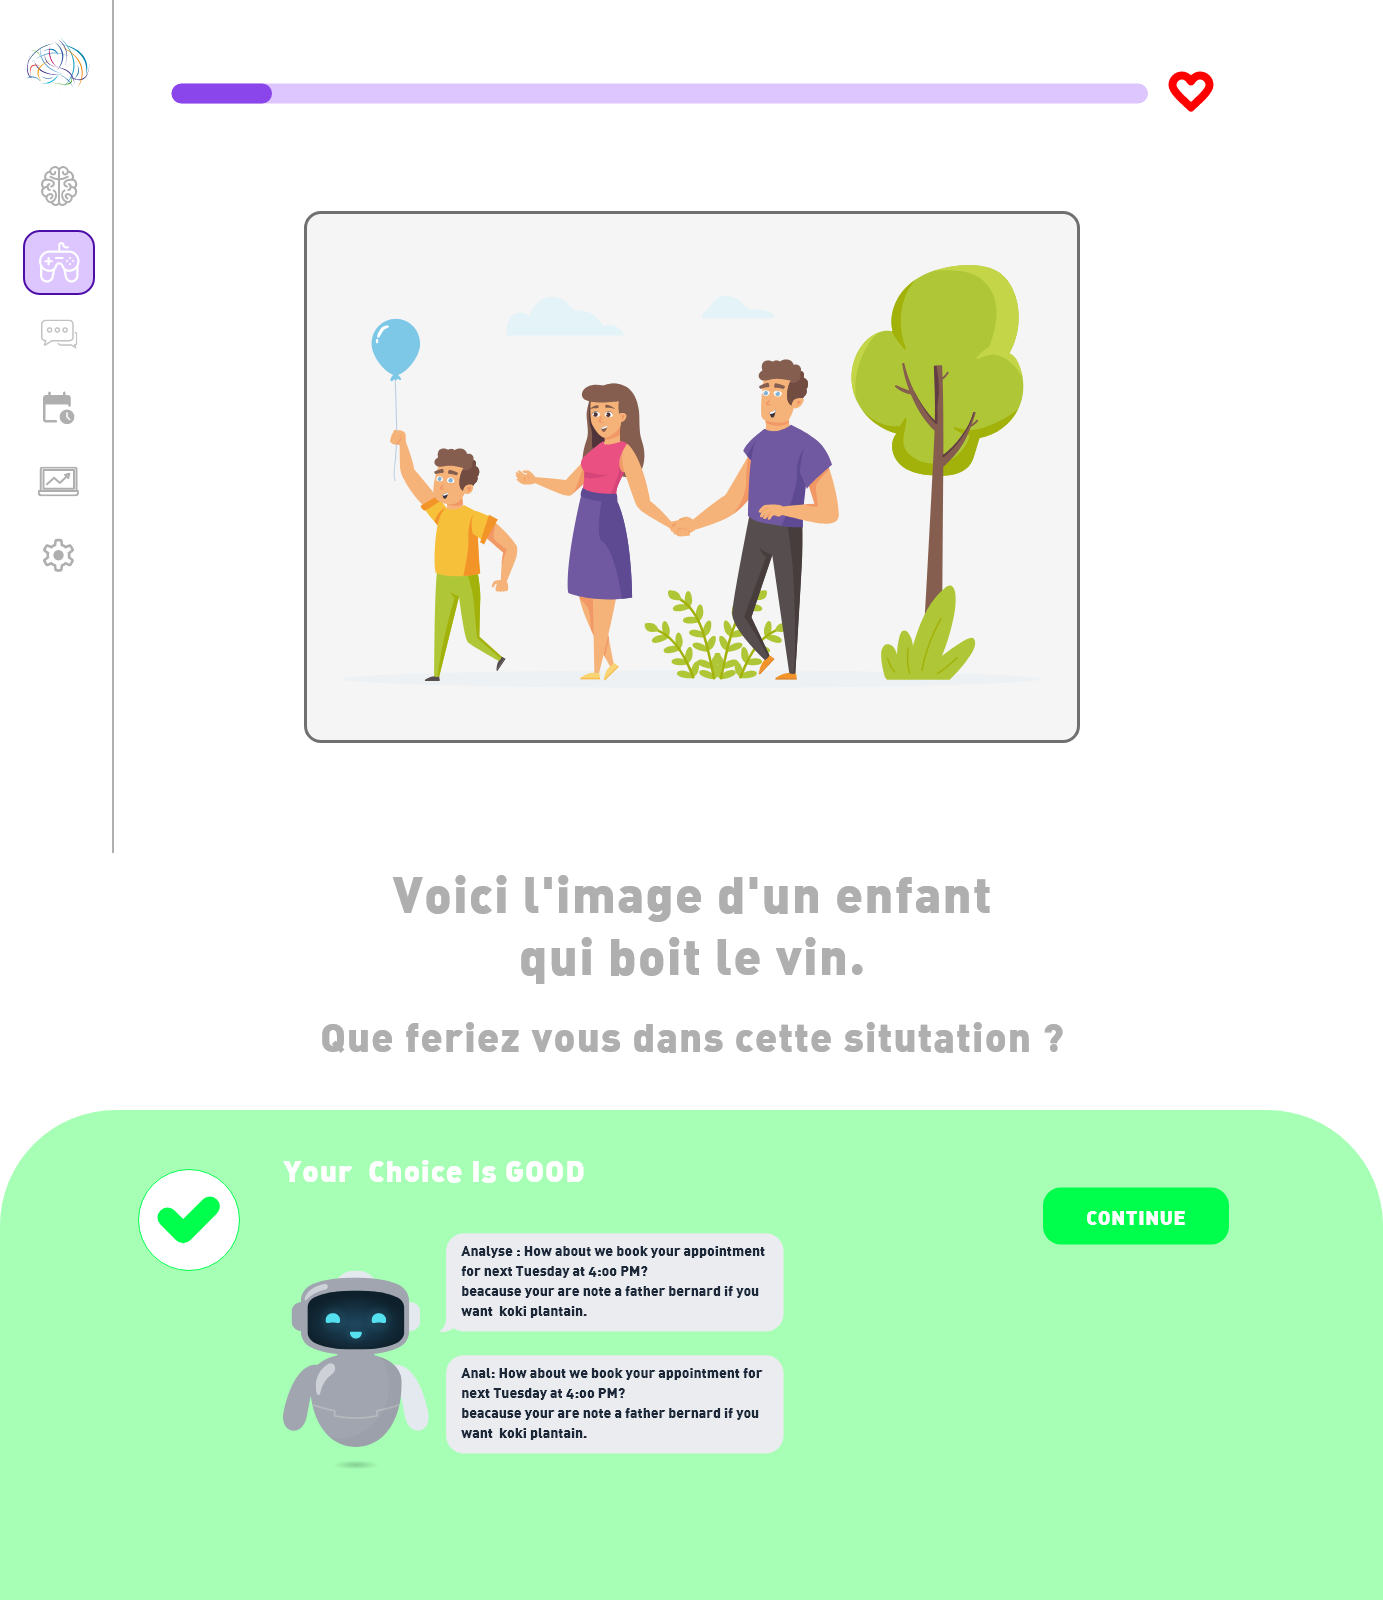 Voici l'image d'un enfant
qui boit le vin.
Que feriez vous dans cette situtation ?
Your Choice Is GOOD
CONTINUE
Analyse : How about we book your appointment
for next Tuesday at 4:00 PM?
beacause your are note a father bernard if you
want koki plantain.
Anal: How about we book your appointment for
next Tuesday at 4:00 PM?
beacause your are note a father bernard if you
want koki plantain.